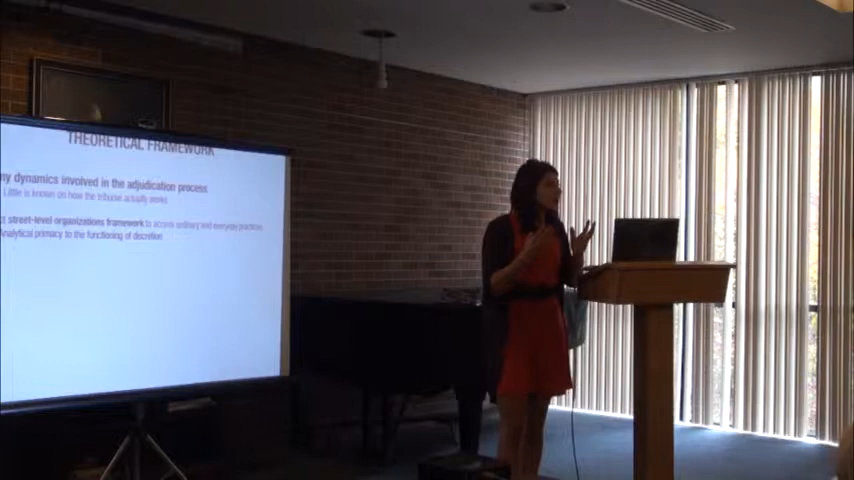 THEORETICAL FRAMEWORK
ny dynamics involved in the adjudication process
Little is known on how the tribunal actually works
street-level organizations framework to access ordinary and everyday practices
Analytical primacy to the functioning of discretion